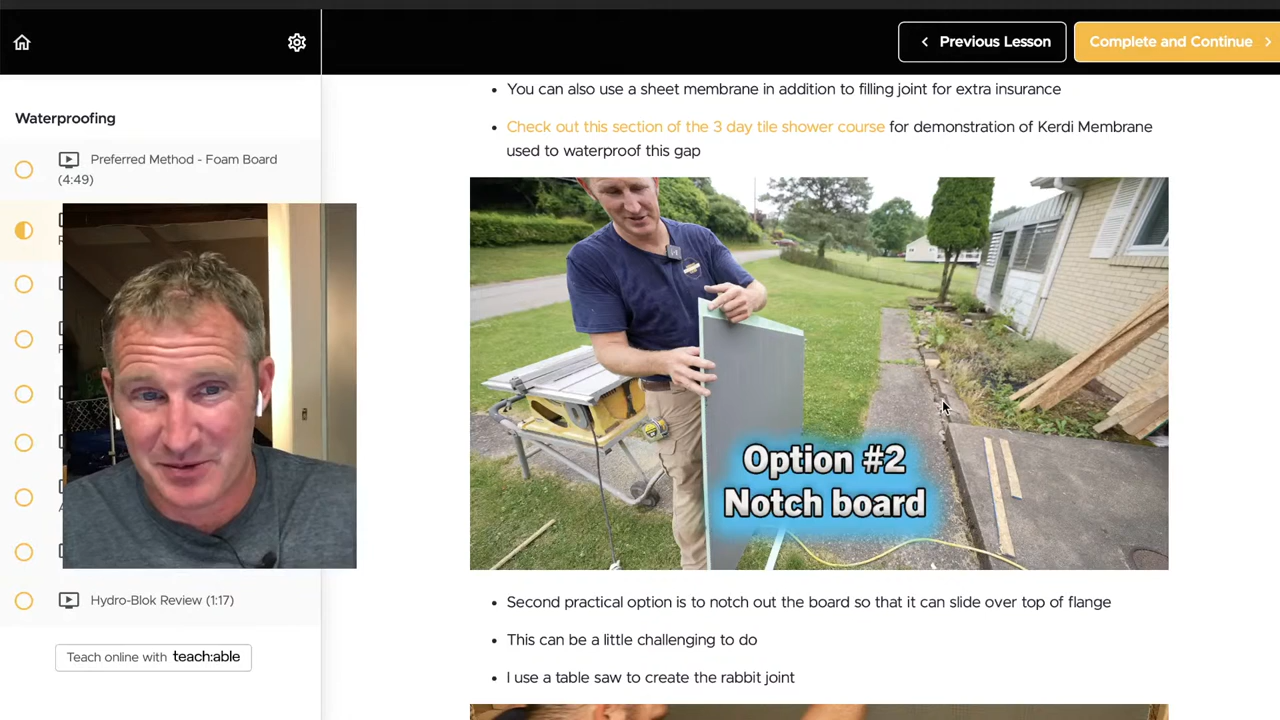 Previous Lesson
Complete and Continue
Waterproofing
Preferred Method - Foam Board
(4:49)
Hydro-Blok Review (1:17)
Teach online with teach:able
• You can also use a sheet membrane in addition to filling joint for extra insurance
• Check out this section of the 3 day tile shower course for demonstration of Kerdi Membrane
used to waterproof this gap
Option #2
Notch board
• Second practical option is to notch out the board so that it can slide over top of flange
• This can be a little challenging to do
• I use a table saw to create the rabbit joint